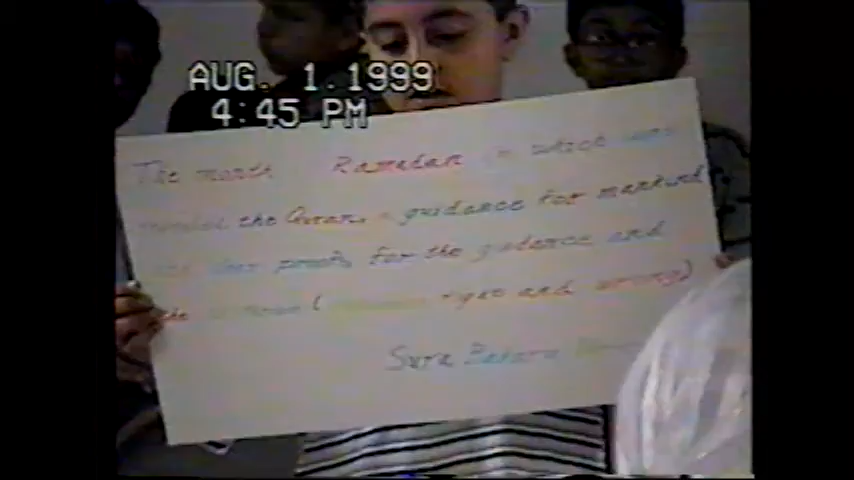 AUG. 1.1999
4:45 PM
The month Ramadan in which was
revealed the Quran, a guidance for mankind
and clear proofs for the guidance and
the (between right and wrong)
Sura Bakara